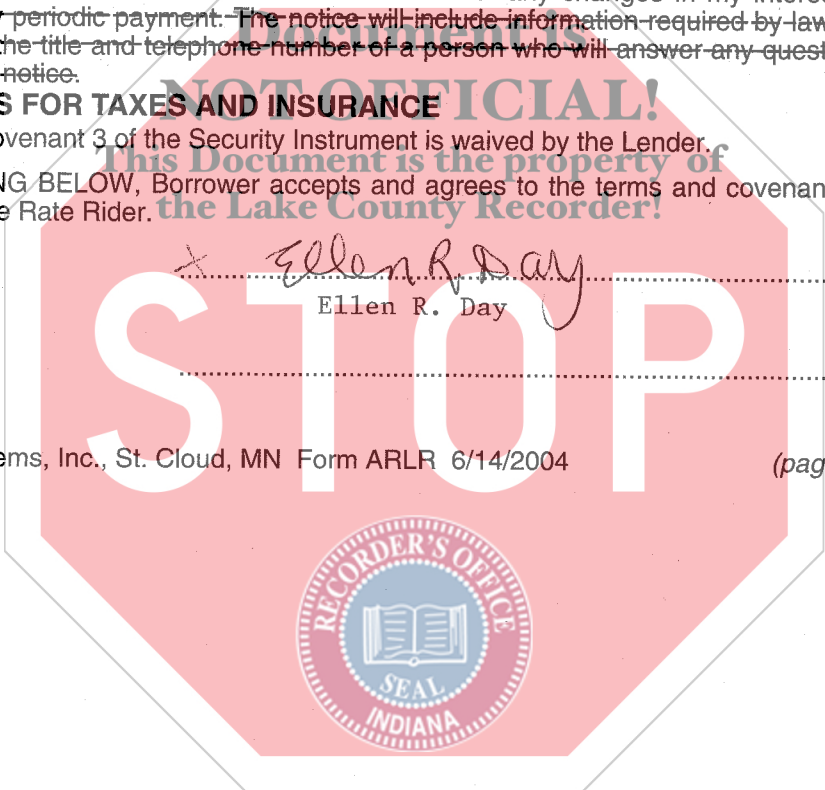 periodic payment. The notice will include information required by law
the title and telephone number of a person who will answer any quest
notice.
Document is
NOT OFFICIAL!
This Document is the property of
the Lake County Recorder!
S FOR TAXES AND INSURANCE
ovenant 3 of the Security Instrument is waived by the Lender.
NG BELOW, Borrower accepts and agrees to the terms and covenan
e Rate Rider.
x Ellen R. Day
Ellen R. Day
STOP
ems, Inc., St. Cloud, MN Form ARLR 6/14/2004 (pag
RECORDER'S OFFICE
SEAL
INDIANA